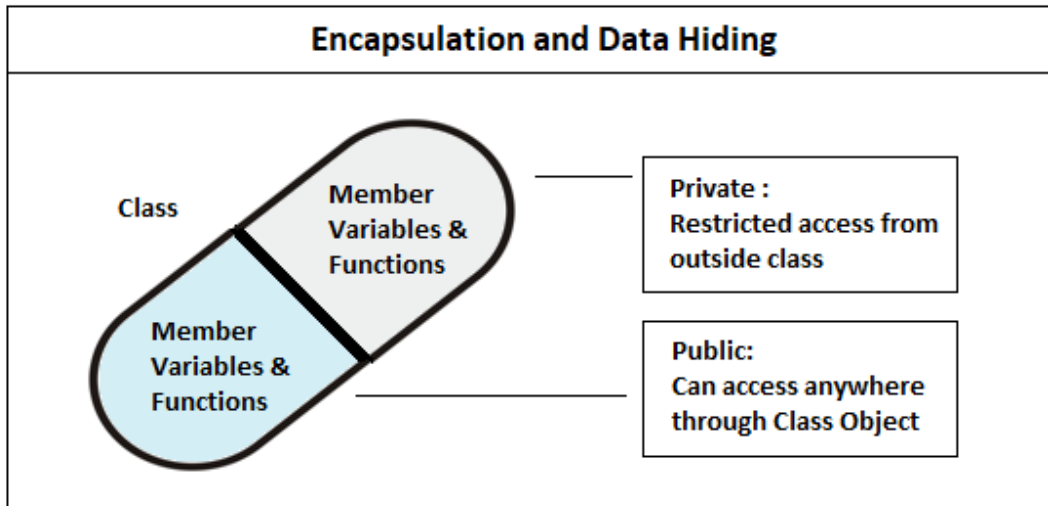 Encapsulation and Data Hiding
Class
Member
Variables &
Functions
Private :
Restricted access from
outside class
Member
Variables &
Functions
Public:
Can access anywhere
through Class Object